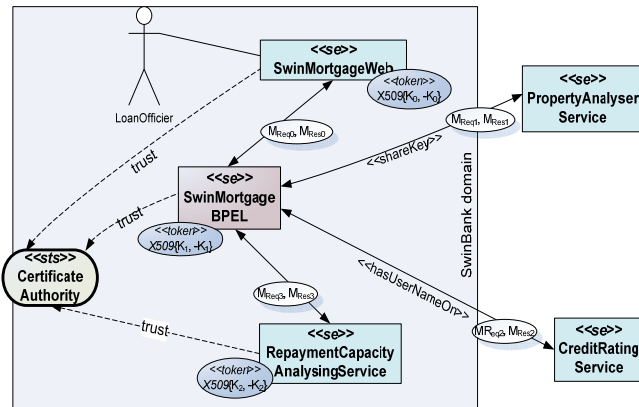 <<se>>
SwinMortgageWeb
<<token>>
X509{K0, -K0}
LoanOfficier
<<se>>
PropertyAnalyser
Service
MReq1, MRes1
MReq0, MRes0
<<shareKey>>
trust
<<se>>
SwinMortgage
BPEL
trust
<<token>>
X509{K1, -K1}
SwinBank domain
<<sts>>
Certificate
Authority
<<hasUserNameOn>>
MReq3, MRes3
trust
<<se>>
RepaymentCapacity
AnalysingService
<<token>>
X509{K2, -K2}
MReq2, MRes2
<<se>>
CreditRating
Service